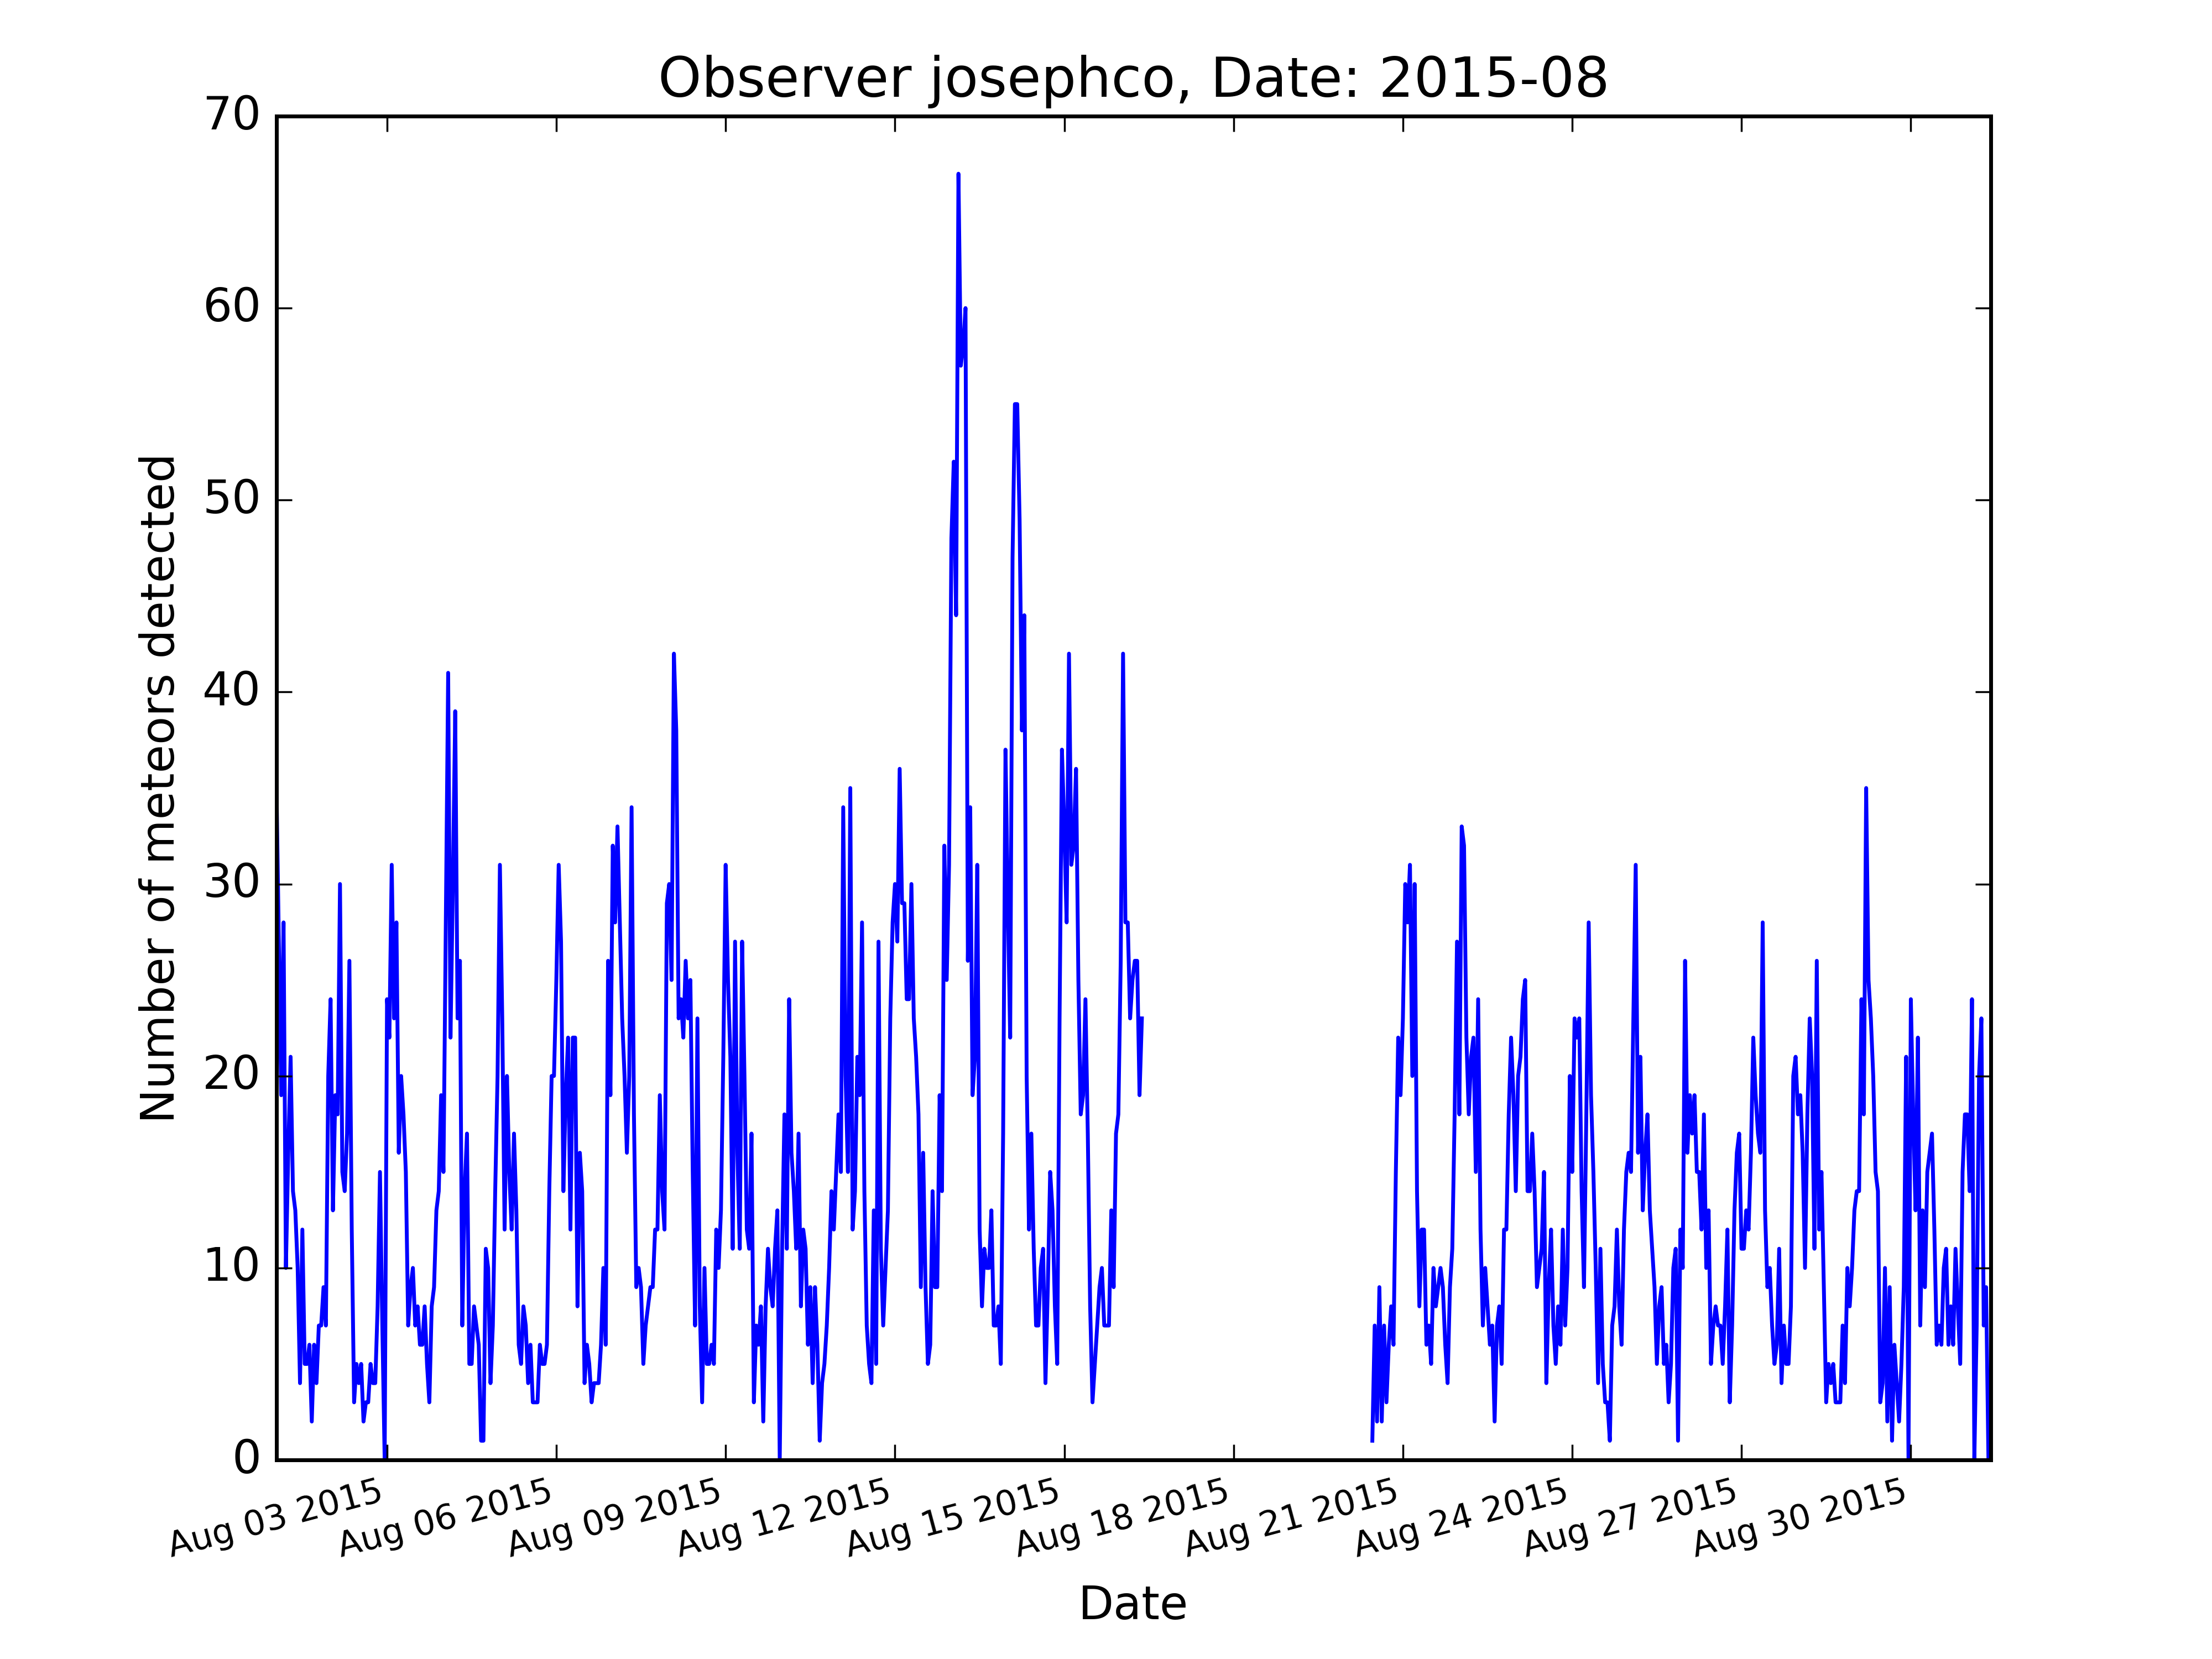 Observer josephco, Date: 2015-08
Number of meteors detected
70
60
50
40
30
20
10
0
Aug 03 2015
Aug 06 2015
Aug 09 2015
Aug 12 2015
Aug 15 2015
Aug 18 2015
Aug 21 2015
Aug 24 2015
Aug 27 2015
Aug 30 2015
Date